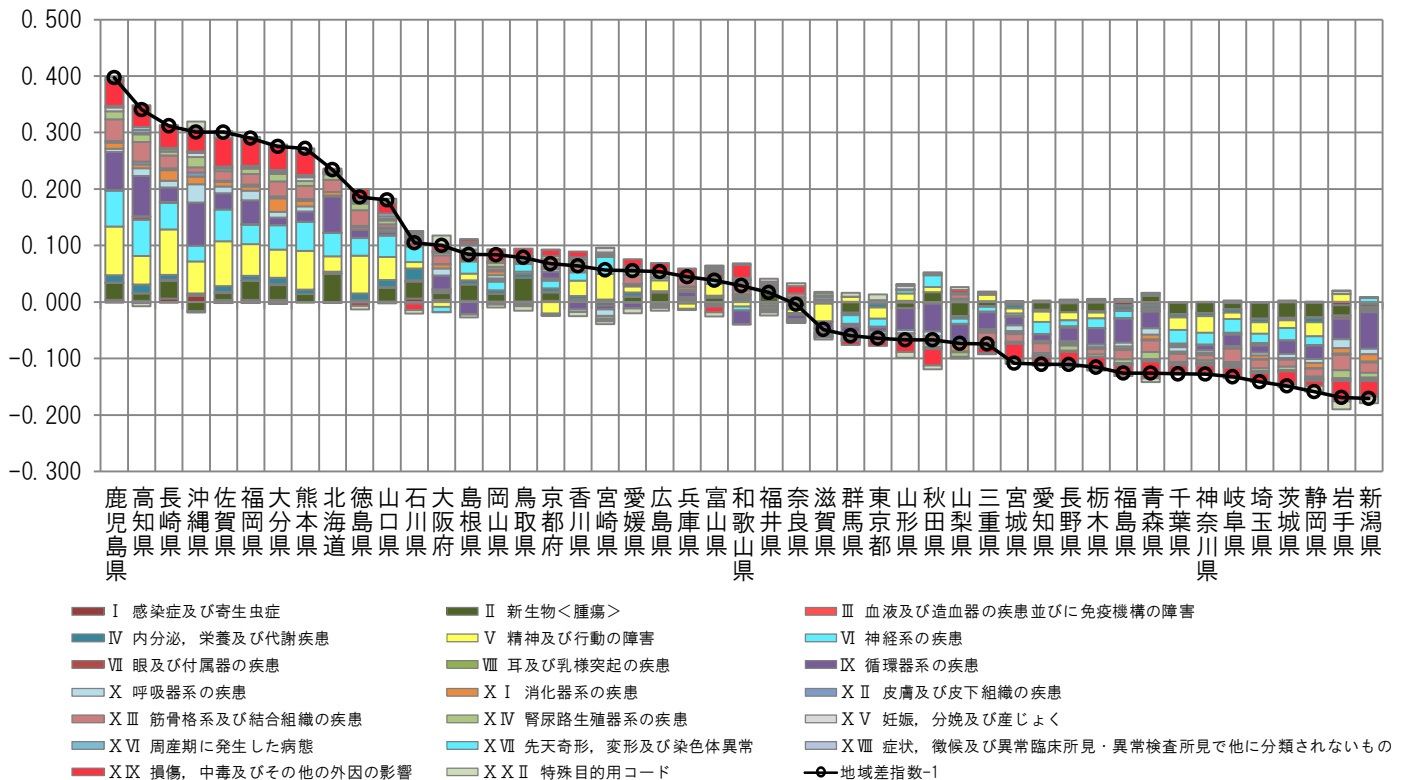 0.500
0.400
0.300
0.200
0.100
0.000
-0.100
-0.200
-0.300
鹿児島県 高知県 長崎県 沖縄県 佐賀県 福岡県 大分県 熊本県 北海道 徳島県 山口県 石川県 大阪府 島根県 岡山県 鳥取県 京都府 香川県 宮崎県 愛媛県 広島県 兵庫県 富山県 和歌山県 福井県 奈良県 滋賀県 群馬県 東京都 山形県 秋田県 山梨県 三重県 宮城県 愛知県 長野県 栃木県 福島県 青森県 千葉県 神奈川県 岐阜県 埼玉県 茨城県 静岡県 岩手県 新潟県
Ⅰ 感染症及び寄生虫症 Ⅱ 新生物<腫瘍> Ⅲ 血液及び造血器の疾患並びに免疫機構の障害
Ⅳ 内分泌，栄養及び代謝疾患 Ⅴ 精神及び行動の障害 Ⅵ 神経系の疾患
Ⅶ 眼及び付属器の疾患 Ⅷ 耳及び乳様突起の疾患 Ⅸ 循環器系の疾患
Ⅹ 呼吸器系の疾患 ⅩⅠ 消化器系の疾患 ⅩⅡ 皮膚及び皮下組織の疾患
ⅩⅢ 筋骨格系及び結合組織の疾患 ⅩⅣ 腎尿路生殖器系の疾患 ⅩⅤ 妊娠，分娩及び産じょく
ⅩⅥ 周産期に発生した病態 ⅩⅦ 先天奇形，変形及び染色体異常 ⅩⅧ 症状，徴候及び異常臨床所見・異常検査所見で他に分類されないもの
ⅩⅨ 損傷，中毒及びその他の外因の影響 ⅩⅩⅡ 特殊目的用コード 地域差指数-1